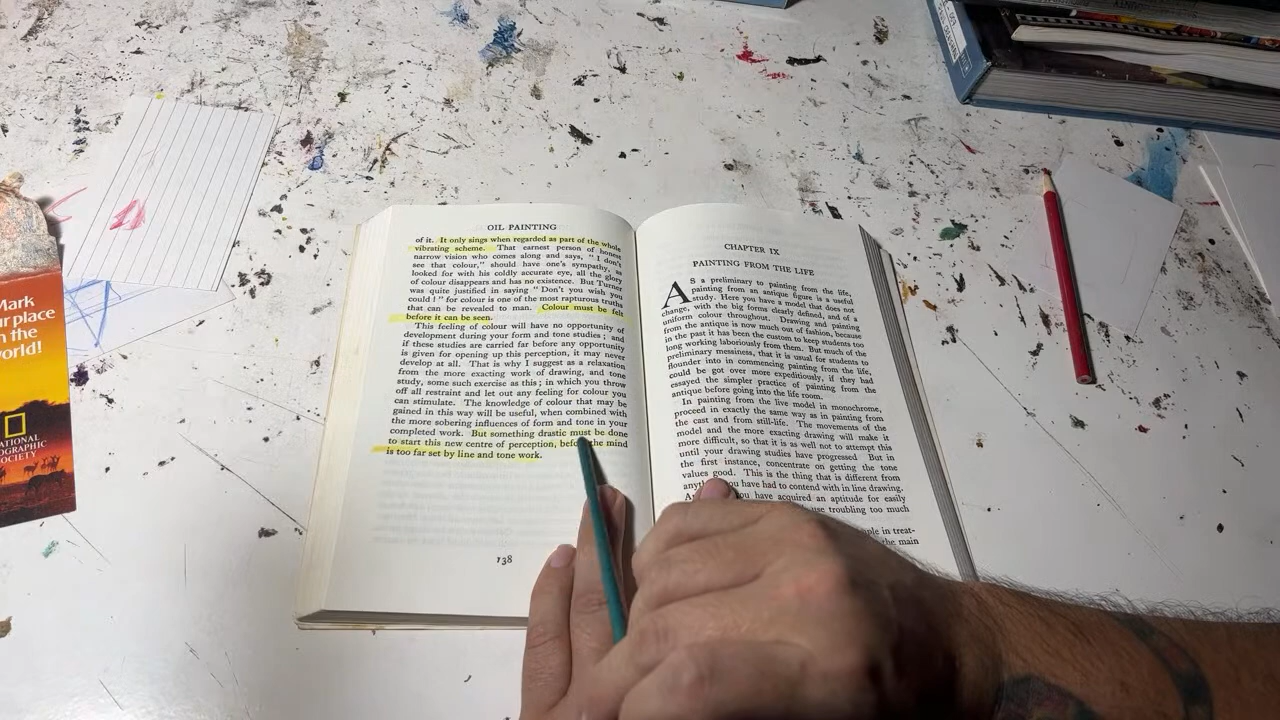 OIL PAINTING
of it. It only sings when regarded as part of the whole
vibrating scheme. That earnest person of honest
narrow vision who comes along and says, "I don't
see that colour," should have one's sympathy, as
looked for with his coldly accurate eye, all the glory
of colour disappears and has no existence. But Turner
was quite justified in saying "Don't you wish you
could!" for colour is one of the most rapturous truths
that can be revealed to man. Colour must be felt
before it can be seen.
This feeling of colour will have no opportunity of
development during your form and tone studies; and
if these studies are carried far before any opportunity
is given for opening up this perception, it may never
develop at all. That is why I suggest as a relaxation
from the more exacting work of drawing, and tone
study, some such exercise as this; in which you throw
off all restraint and let out any feeling for colour you
can stimulate. The knowledge of colour that may be
gained in this way will be useful, when combined with
the more sobering influences of form and tone in your
completed work. But something drastic must be done
to start this new centre of perception, before the mind
is too far set by line and tone work.
138
CHAPTER IX
PAINTING FROM THE LIFE
AS a preliminary to painting from the life,
painting from an antique figure is a useful
study. Here you have a model that does not
change, with the big forms clearly defined, and of a
uniform colour throughout. Drawing and painting
from the antique is now much out of fashion, because
in the past it has been the custom to keep students too
long working laboriously from them. But much of the
preliminary messiness, that it is usual for students to
flounder into in commencing painting from the life,
could be got over more expeditiously, if they had
essayed the simpler practice of painting from the
antique before going into the life room.
In painting from the live model in monochrome,
proceed in exactly the same way as in painting from
the cast and from still-life. The movements of the
model and the more exacting drawing will make it
more difficult, so that it is as well not to attempt this
until your drawing studies have progressed. But in
the first instance, concentrate on getting the tone
values good. This is the thing that is different from
you have had to contend with in line drawing.
you have acquired an aptitude for easily
use troubling too much
in treat-
the main
Mark
place
NATIONAL
GEOGRAPHIC
SOCIETY